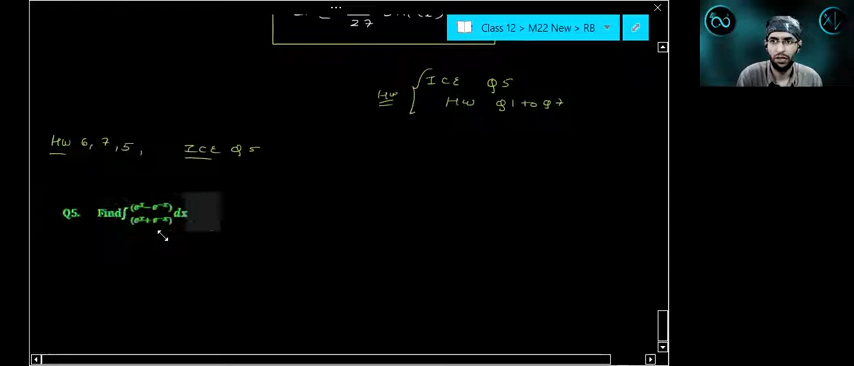 27
Class 12 > M22 New > RB
ICE Q5
HW
HW Q1 to Q7
HW 6, 7, 5, ICE Q5
Q5. Find ∫ (eˣ − e⁻ˣ)/(eˣ + e⁻ˣ) dx